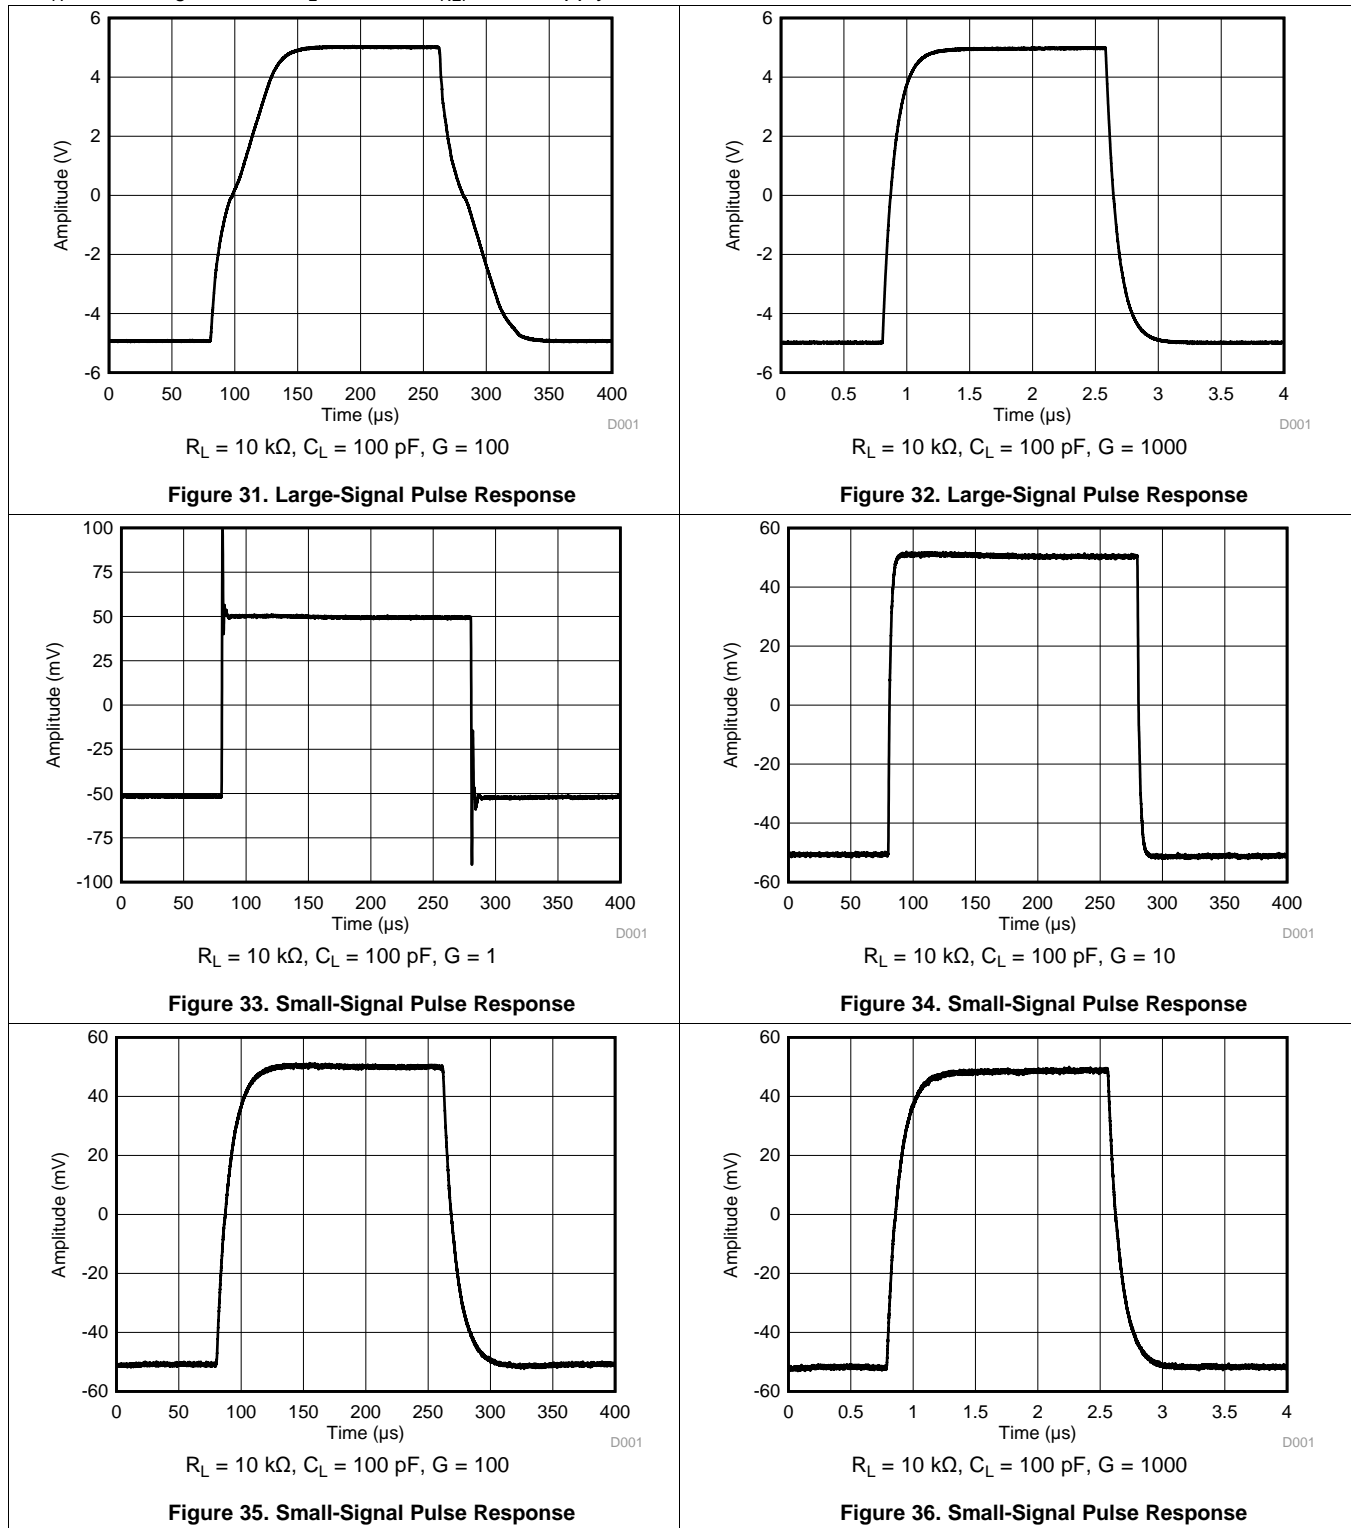 6
4
2
0
-2
-4
-6
Amplitude (V)
0 50 100 150 200 250 300 350 400
Time (µs)
D001
R_L = 10 kΩ, C_L = 100 pF, G = 100
Figure 31. Large-Signal Pulse Response
6
4
2
0
-2
-4
-6
Amplitude (V)
0 0.5 1 1.5 2 2.5 3 3.5 4
Time (µs)
D001
R_L = 10 kΩ, C_L = 100 pF, G = 1000
Figure 32. Large-Signal Pulse Response
100
75
50
25
0
-25
-50
-75
-100
Amplitude (mV)
0 50 100 150 200 250 300 350 400
Time (µs)
D001
R_L = 10 kΩ, C_L = 100 pF, G = 1
Figure 33. Small-Signal Pulse Response
60
40
20
0
-20
-40
-60
Amplitude (mV)
0 50 100 150 200 250 300 350 400
Time (µs)
D001
R_L = 10 kΩ, C_L = 100 pF, G = 10
Figure 34. Small-Signal Pulse Response
60
40
20
0
-20
-40
-60
Amplitude (mV)
0 50 100 150 200 250 300 350 400
Time (µs)
D001
R_L = 10 kΩ, C_L = 100 pF, G = 100
Figure 35. Small-Signal Pulse Response
60
40
20
0
-20
-40
-60
Amplitude (mV)
0 0.5 1 1.5 2 2.5 3 3.5 4
Time (µs)
D001
R_L = 10 kΩ, C_L = 100 pF, G = 1000
Figure 36. Small-Signal Pulse Response